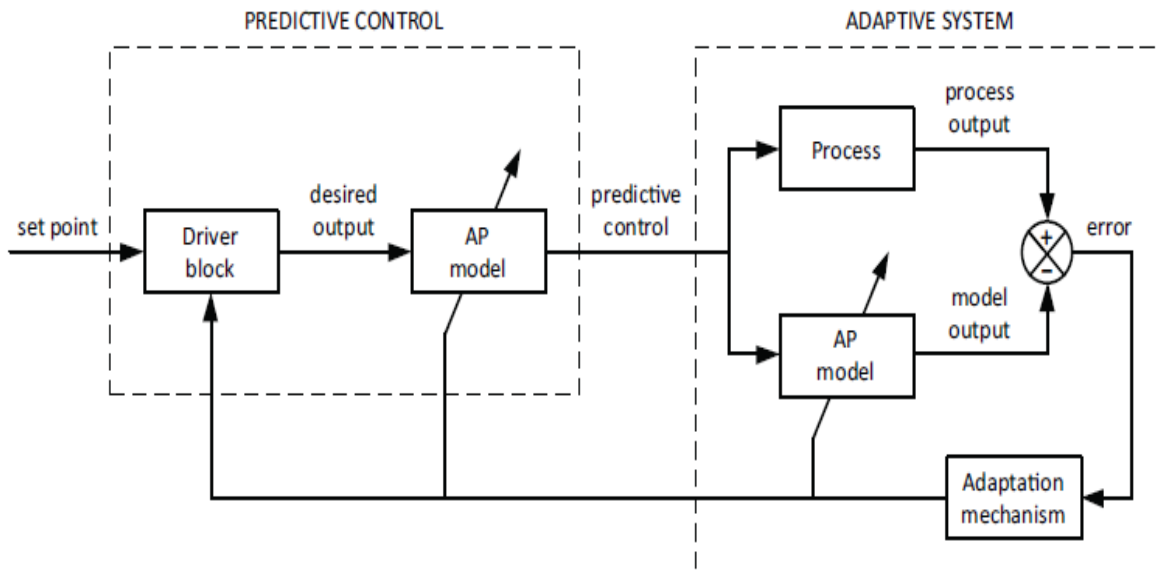 PREDICTIVE CONTROL
ADAPTIVE SYSTEM
set point
Driver
block
desired
output
AP
model
predictive
control
Process
process
output
+
−
error
AP
model
model
output
Adaptation
mechanism